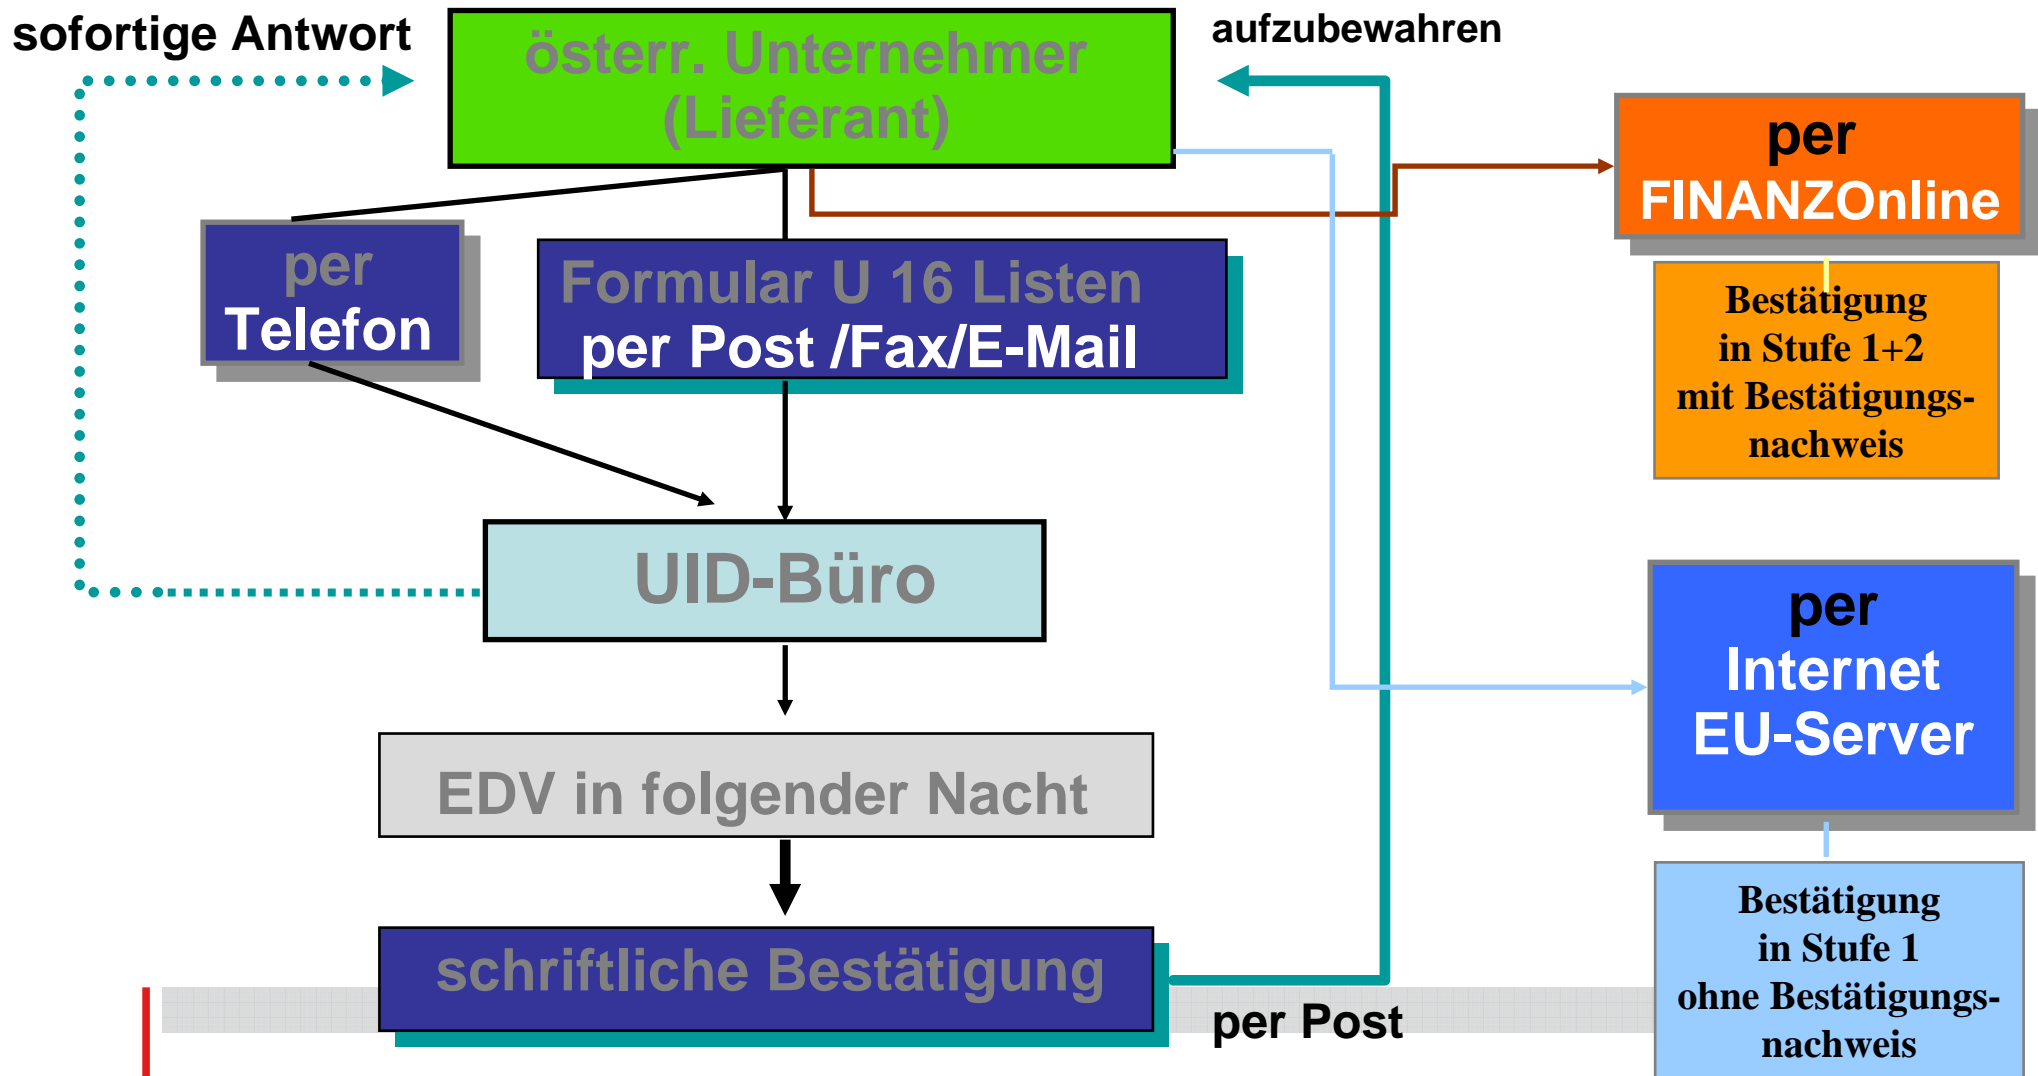 sofortige Antwort
österr. Unternehmer
(Lieferant)
aufzubewahren
per
FINANZOnline
Bestätigung
in Stufe 1+2
mit Bestätigungs-
nachweis
per
Telefon
Formular U 16 Listen
per Post /Fax/E-Mail
UID-Büro
per
Internet
EU-Server
EDV in folgender Nacht
schriftliche Bestätigung
per Post
Bestätigung
in Stufe 1
ohne Bestätigungs-
nachweis